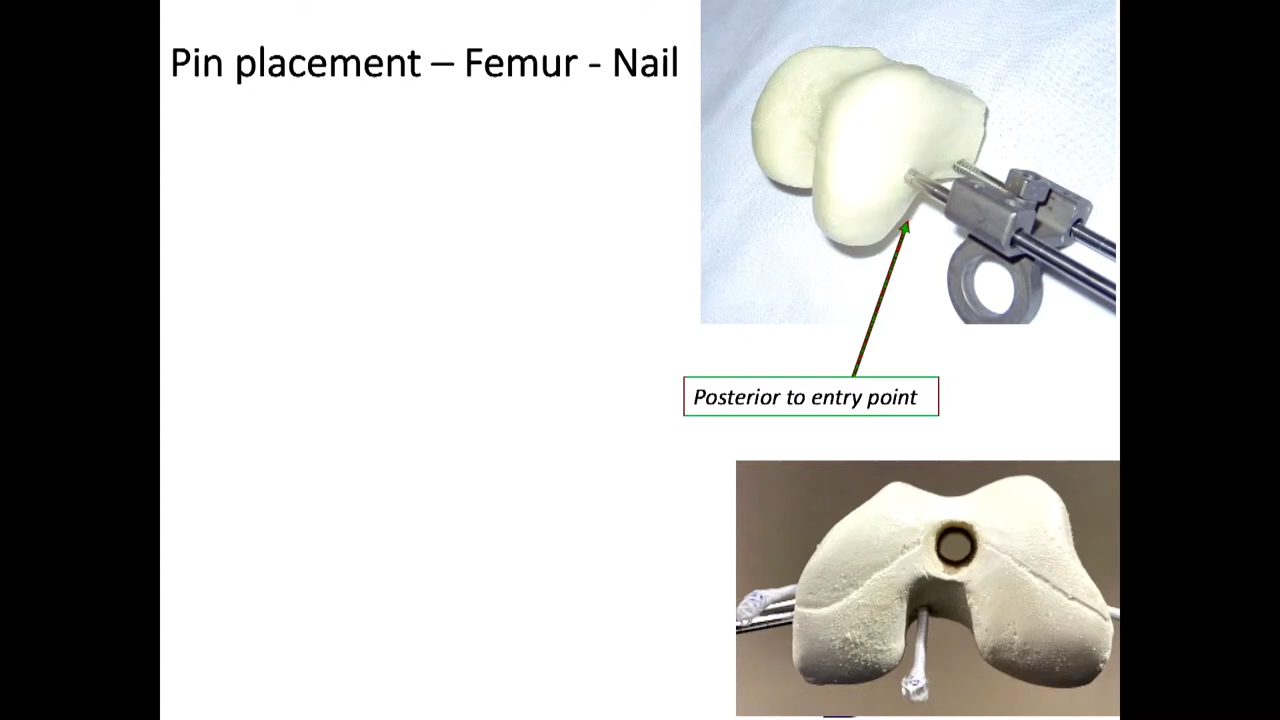 Pin placement – Femur - Nail
Posterior to entry point